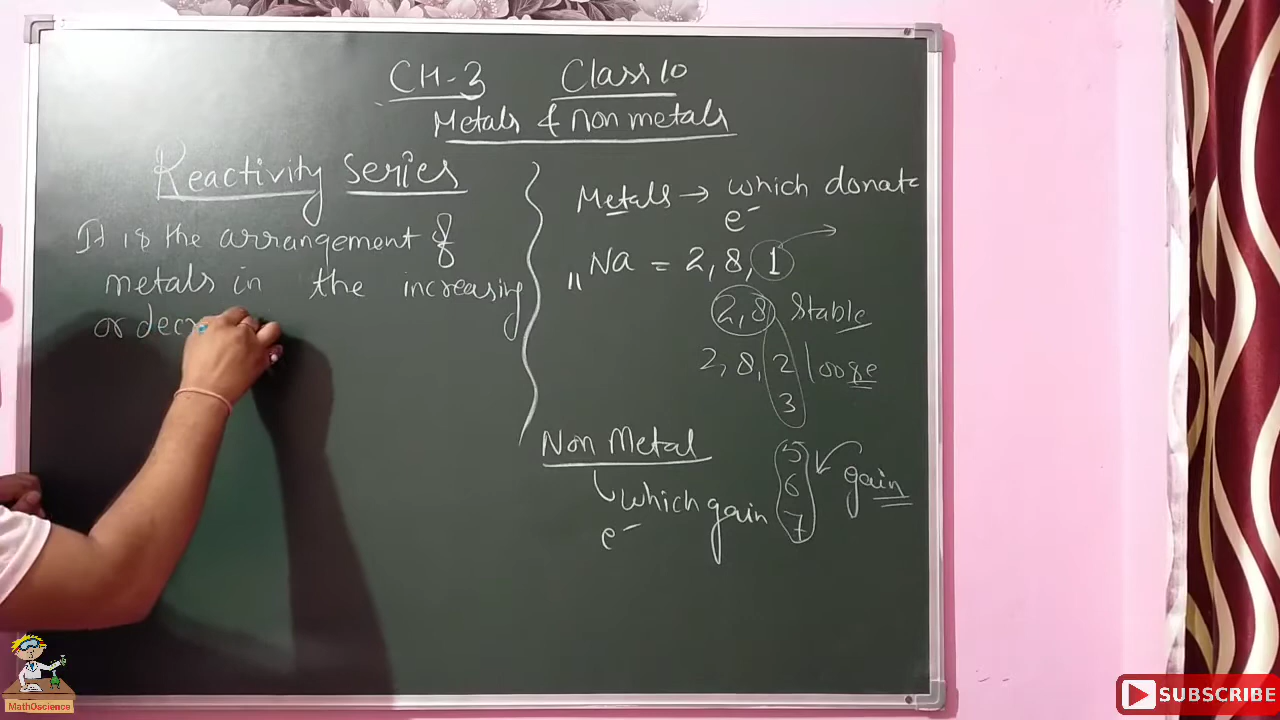 CH-3 Class 10
Metals & non metals
Reactivity Series
It is the arrangement of
metals in the increasing
or decr
Metals → which donate
e⁻
"Na = 2, 8, 1
2, 8 Stable
2, 8, 2 loose
3
Non Metal
which gain
e⁻
5
6
7
gain
MathOscience
SUBSCRIBE